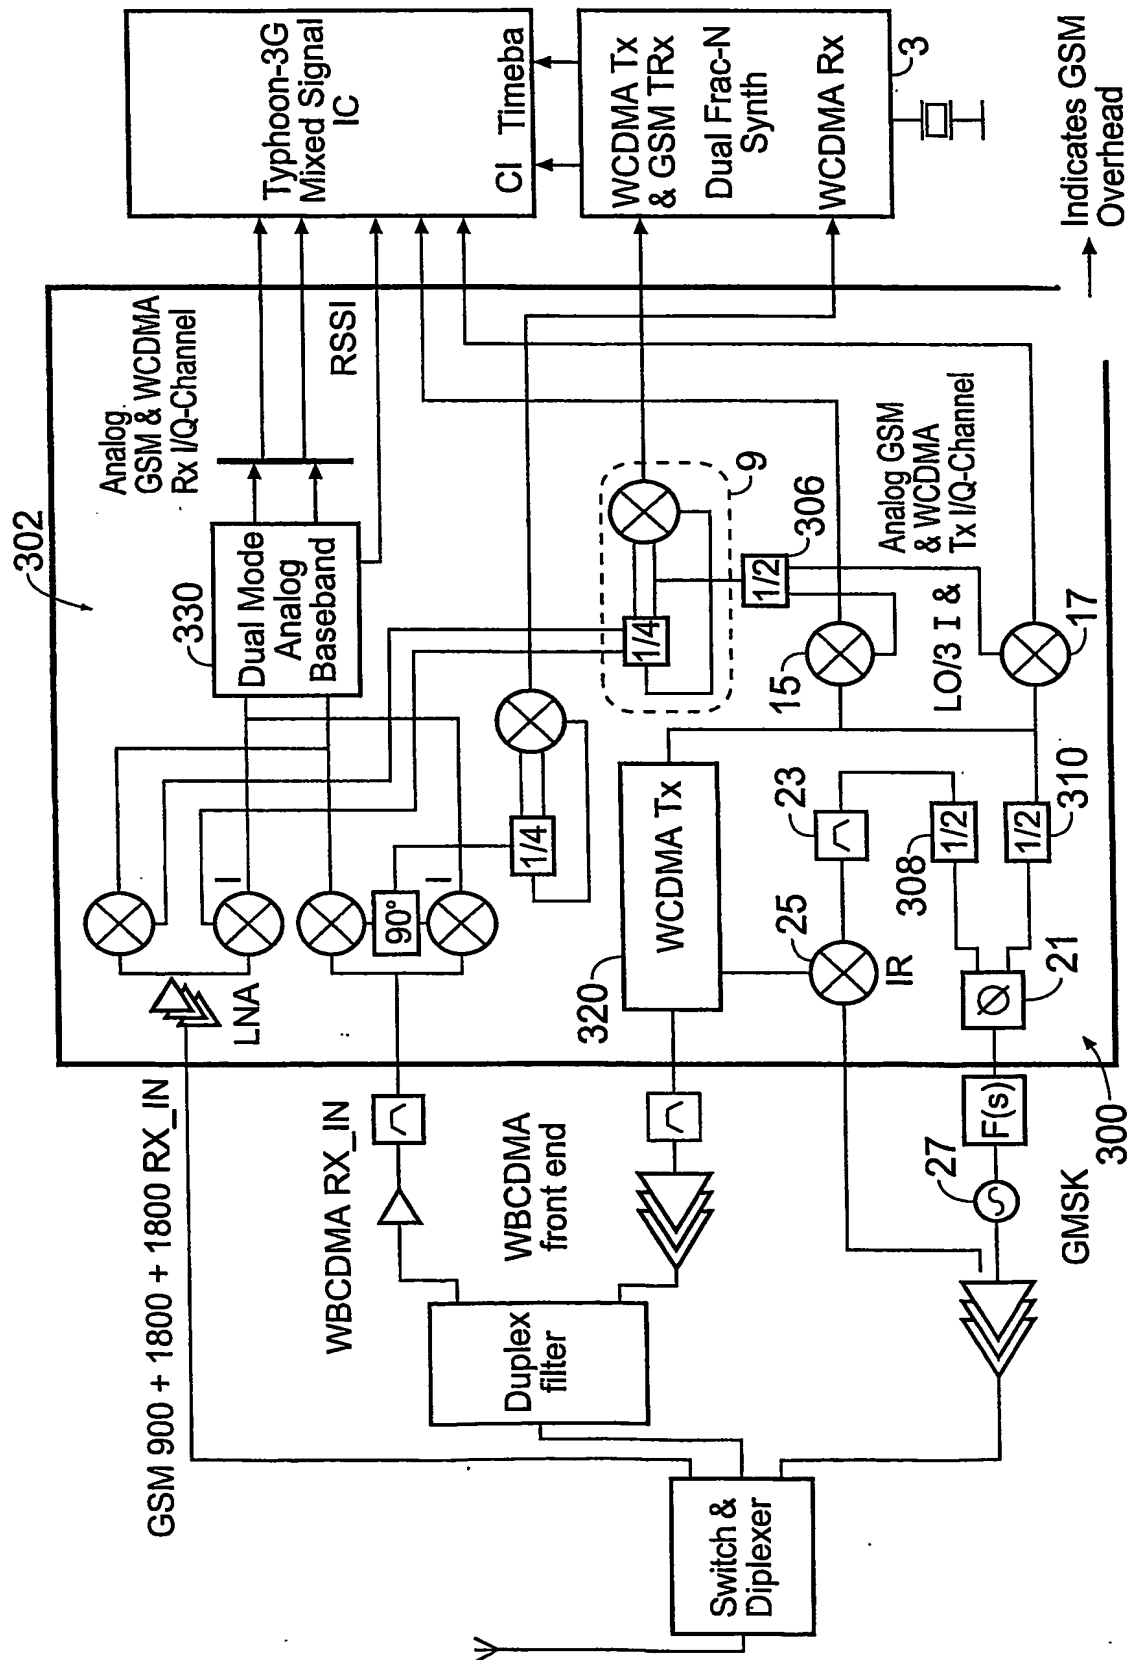 302
Typhoon-3G
Mixed Signal
IC
CI Timeba
WCDMA Tx
& GSM TRx
Dual Frac-N
Synth
WCDMA Rx
3
Indicates GSM
Overhead
Analog
GSM & WCDMA
Rx I/Q-Channel
RSSI
330
Dual Mode
Analog
Baseband
9
1/4
306
1/2
Analog GSM
& WCDMA
Tx I/Q-Channel
LO/3 I &
15
17
1/4
I
90°
I
LNA
WCDMA Tx
320
23
25
IR
308
1/2
1/2
310
21
Ø
300
GSM 900 + 1800 + 1800 RX_IN
WBCDMA RX_IN
WBCDMA
front end
Duplex
filter
F(s)
27
GMSK
Switch &
Diplexer